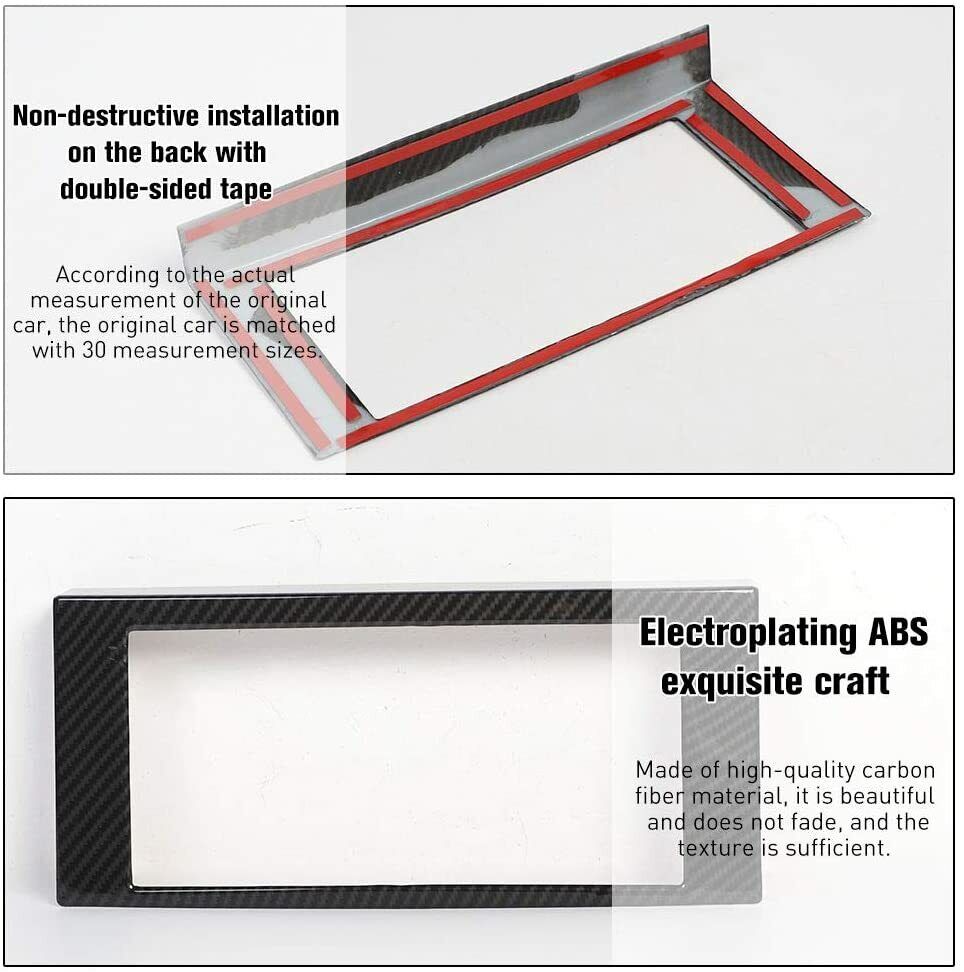 Non-destructive installation
on the back with
double-sided tape
According to the actual
measurement of the original
car, the original car is matched
with 30 measurement sizes.
Electroplating ABS
exquisite craft
Made of high-quality carbon
fiber material, it is beautiful
and does not fade, and the
texture is sufficient.